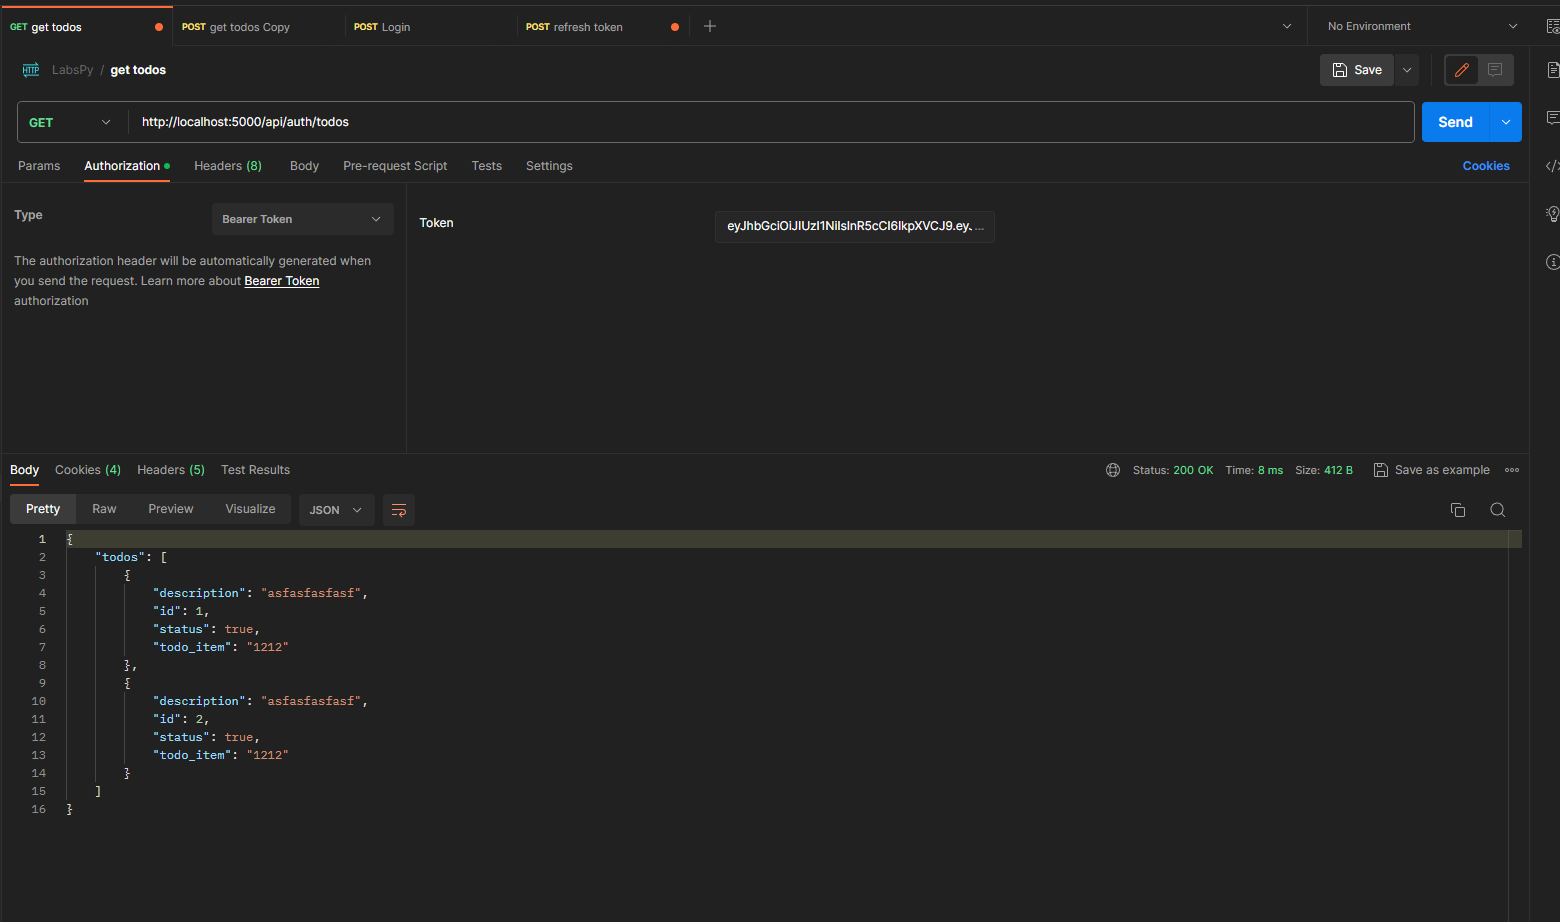 GET get todos
POST get todos Copy
POST Login
POST refresh token
No Environment
HTTP LabsPy / get todos
Save
GET http://localhost:5000/api/auth/todos
Send
Params Authorization Headers (8) Body Pre-request Script Tests Settings
Cookies
Type Bearer Token
The authorization header will be automatically generated when
you send the request. Learn more about Bearer Token
authorization
Token eyJhbGciOiJIUzI1NiIsInR5cCI6IkpXVCJ9.eyJ...
Body Cookies (4) Headers (5) Test Results
Status: 200 OK Time: 8 ms Size: 412 B Save as example
Pretty Raw Preview Visualize JSON
1 {
2 "todos": [
3 {
4 "description": "asfasfasfasf",
5 "id": 1,
6 "status": true,
7 "todo_item": "1212"
8 },
9 {
10 "description": "asfasfasfasf",
11 "id": 2,
12 "status": true,
13 "todo_item": "1212"
14 }
15 ]
16 }